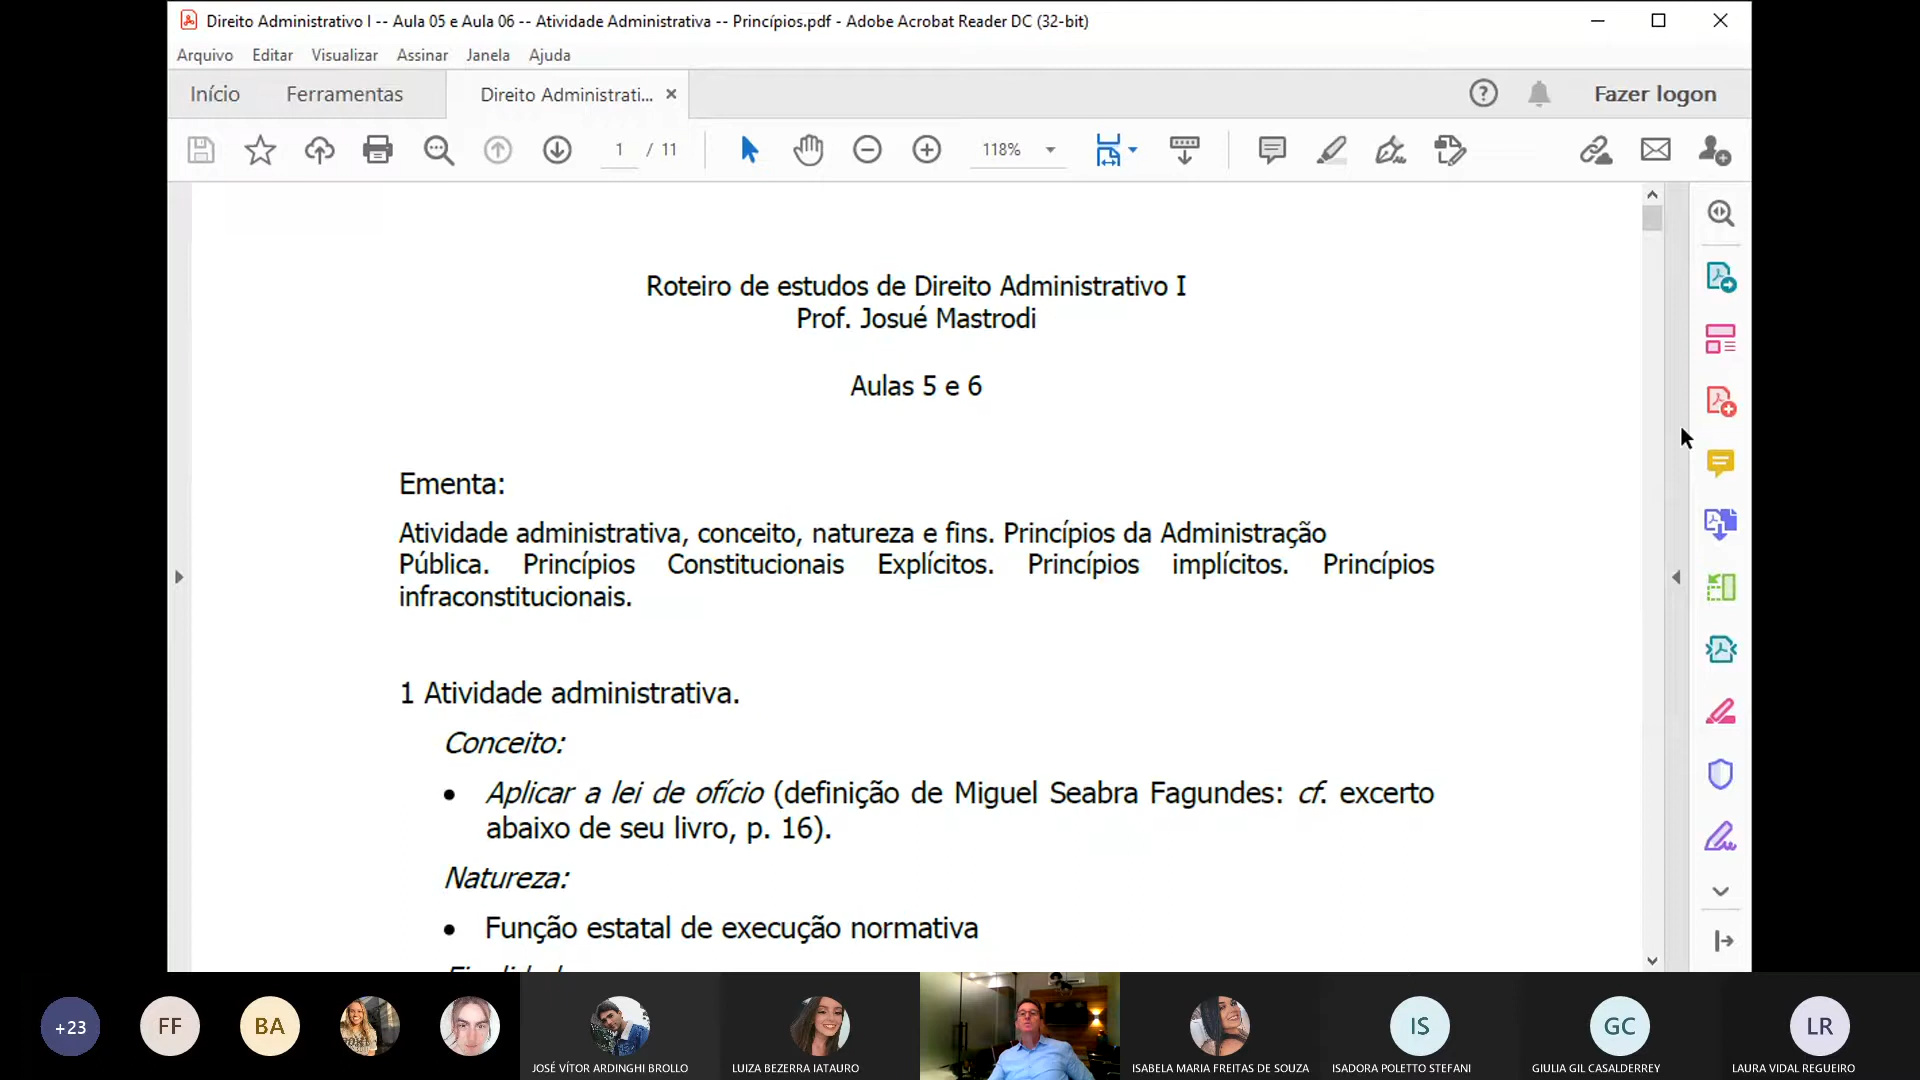 Direito Administrativo I -- Aula 05 e Aula 06 -- Atividade Administrativa -- Princípios.pdf - Adobe Acrobat Reader DC (32-bit)
Arquivo Editar Visualizar Assinar Janela Ajuda
Início Ferramentas Direito Administrati... × Fazer logon
1 / 11 118%
Roteiro de estudos de Direito Administrativo I
Prof. Josué Mastrodi
Aulas 5 e 6
Ementa:
Atividade administrativa, conceito, natureza e fins. Princípios da Administração
Pública. Princípios Constitucionais Explícitos. Princípios implícitos. Princípios
infraconstitucionais.
1 Atividade administrativa.
Conceito:
• Aplicar a lei de ofício (definição de Miguel Seabra Fagundes: cf. excerto
abaixo de seu livro, p. 16).
Natureza:
• Função estatal de execução normativa
+23 FF BA IS GC LR
JOSÉ VÍTOR ARDINGHI BROLLO LUIZA BEZERRA IATAURO ISABELA MARIA FREITAS DE SOUZA ISADORA POLETTO STEFANI GIULIA GIL CASALDERREY LAURA VIDAL REGUEIRO